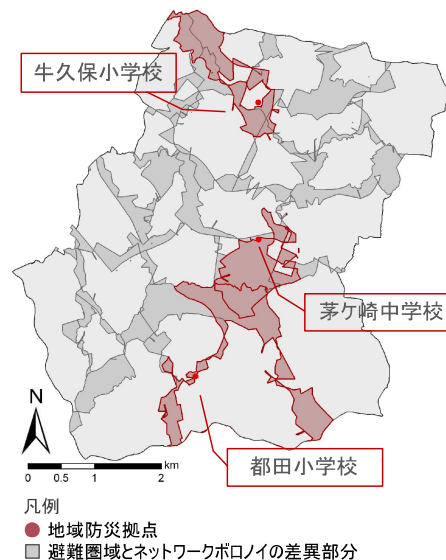 牛久保小学校
茅ケ崎中学校
都田小学校
N
km
0 0.5 1 2
凡例
地域防災拠点
避難圏域とネットワークボロノイの差異部分